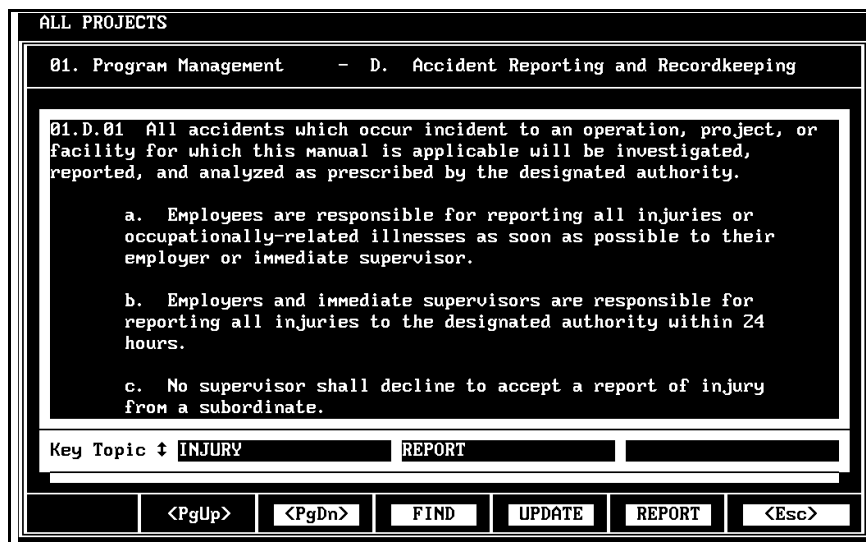 ALL PROJECTS
01. Program Management - D. Accident Reporting and Recordkeeping
01.D.01 All accidents which occur incident to an operation, project, or
facility for which this manual is applicable will be investigated,
reported, and analyzed as prescribed by the designated authority.
a. Employees are responsible for reporting all injuries or
occupationally-related illnesses as soon as possible to their
employer or immediate supervisor.
b. Employers and immediate supervisors are responsible for
reporting all injuries to the designated authority within 24
hours.
c. No supervisor shall decline to accept a report of injury
from a subordinate.
Key Topic ↕ INJURY REPORT
<PgUp> <PgDn> FIND UPDATE REPORT <Esc>